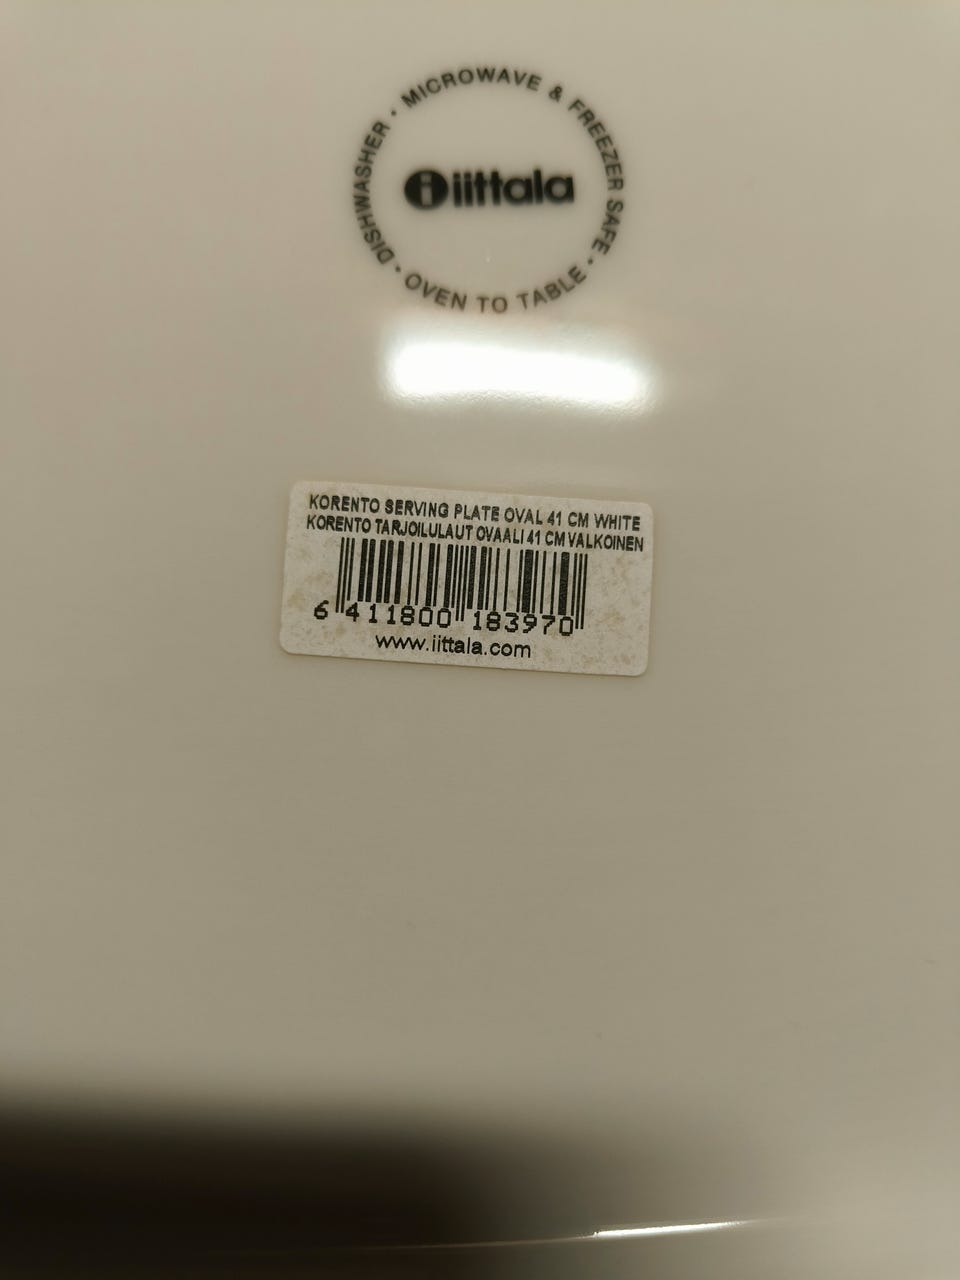 DISHWASHER · MICROWAVE & FREEZER SAFE · OVEN TO TABLE ·
iittala
KORENTO SERVING PLATE OVAL 41 CM WHITE
KORENTO TARJOILULAUT OVAALI 41 CM VALKOINEN
6 411800 183970
www.iittala.com